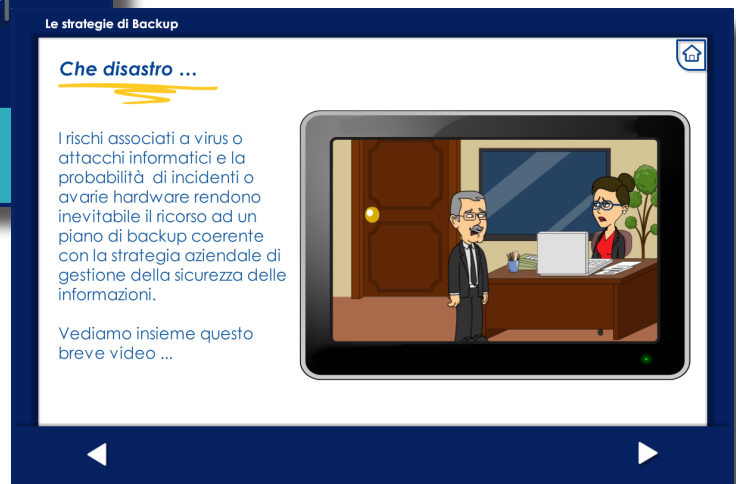 Le strategie di Backup
Che disastro ...
I rischi associati a virus o
attacchi informatici e la
probabilità di incidenti o
avarie hardware rendono
inevitabile il ricorso ad un
piano di backup coerente
con la strategia aziendale di
gestione della sicurezza delle
informazioni.
Vediamo insieme questo
breve video ...